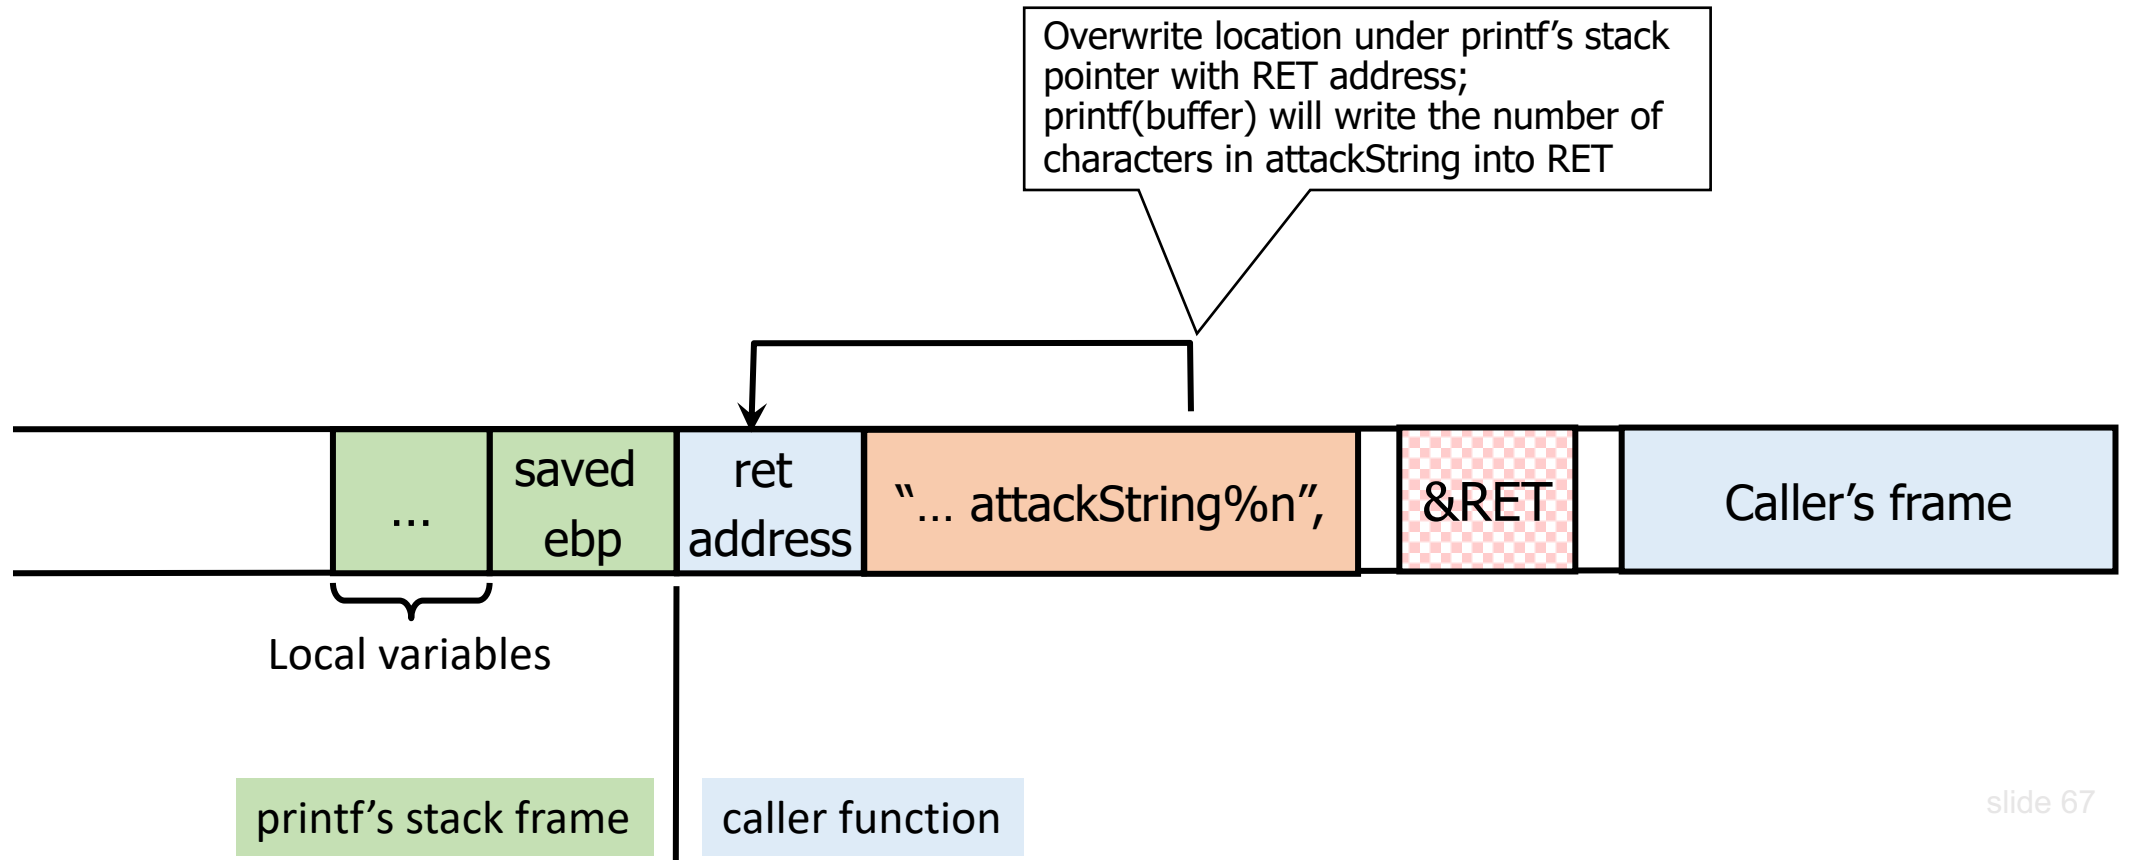 Overwrite location under printf’s stack
pointer with RET address;
printf(buffer) will write the number of
characters in attackString into RET
...
saved
ebp
ret
address
“... attackString%n”,
&RET
Caller’s frame
Local variables
printf’s stack frame
caller function
slide 67